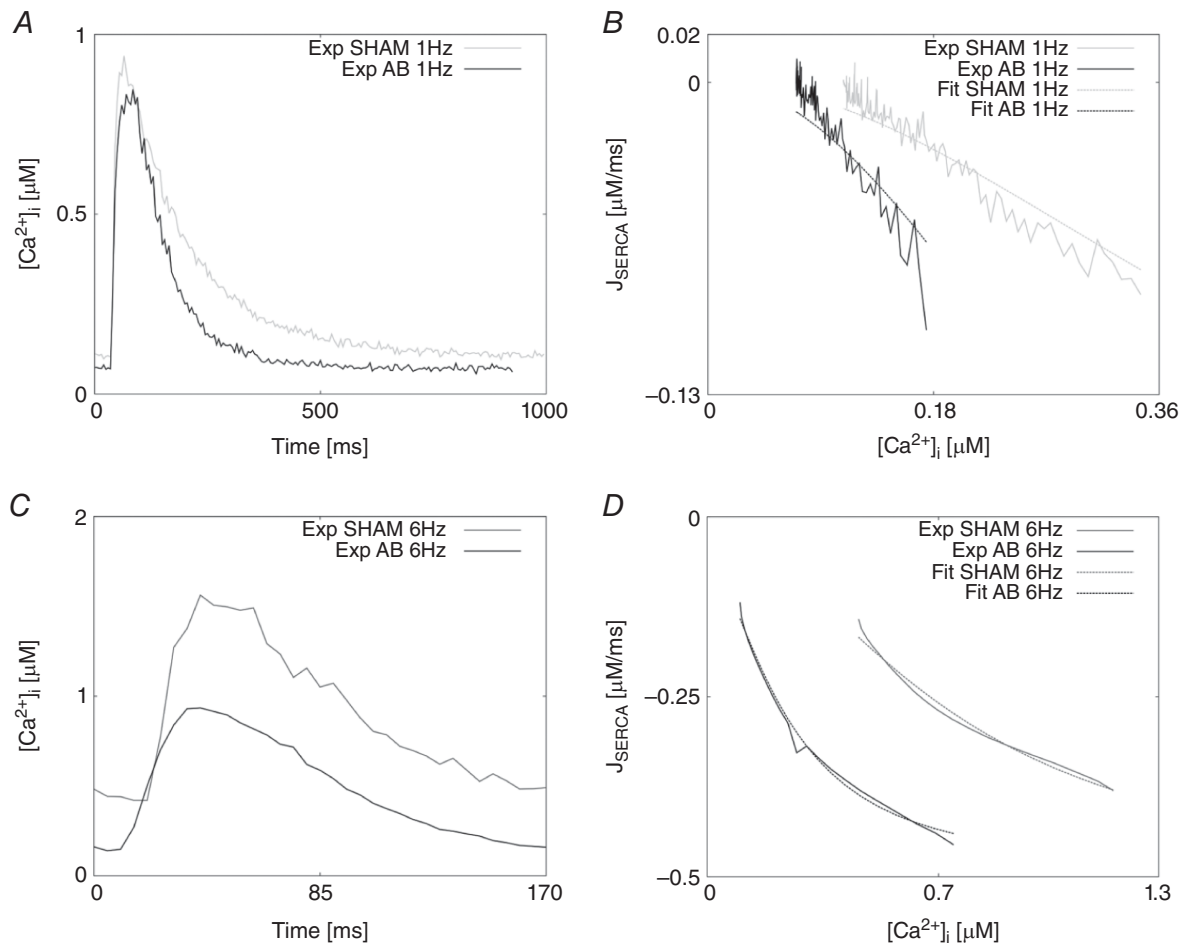 A
1
Exp SHAM 1Hz
Exp AB 1Hz
[Ca²⁺]ᵢ [μM]
0.5
0
0
500
1000
Time [ms]
B
0.02
0
−0.13
Exp SHAM 1Hz
Exp AB 1Hz
Fit SHAM 1Hz
Fit AB 1Hz
J_SERCA [μM/ms]
0
0.18
0.36
[Ca²⁺]ᵢ [μM]
C
2
Exp SHAM 6Hz
Exp AB 6Hz
[Ca²⁺]ᵢ [μM]
1
0
0
85
170
Time [ms]
D
0
Exp SHAM 6Hz
Exp AB 6Hz
Fit SHAM 6Hz
Fit AB 6Hz
J_SERCA [μM/ms]
−0.25
−0.5
0
0.7
1.3
[Ca²⁺]ᵢ [μM]